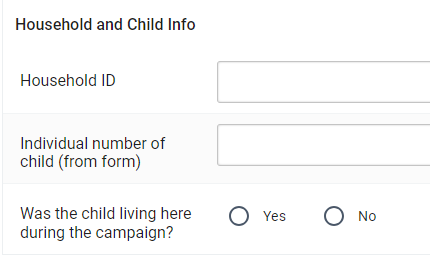 Household and Child Info
Household ID
Individual number of
child (from form)
Was the child living here
during the campaign?
Yes
No